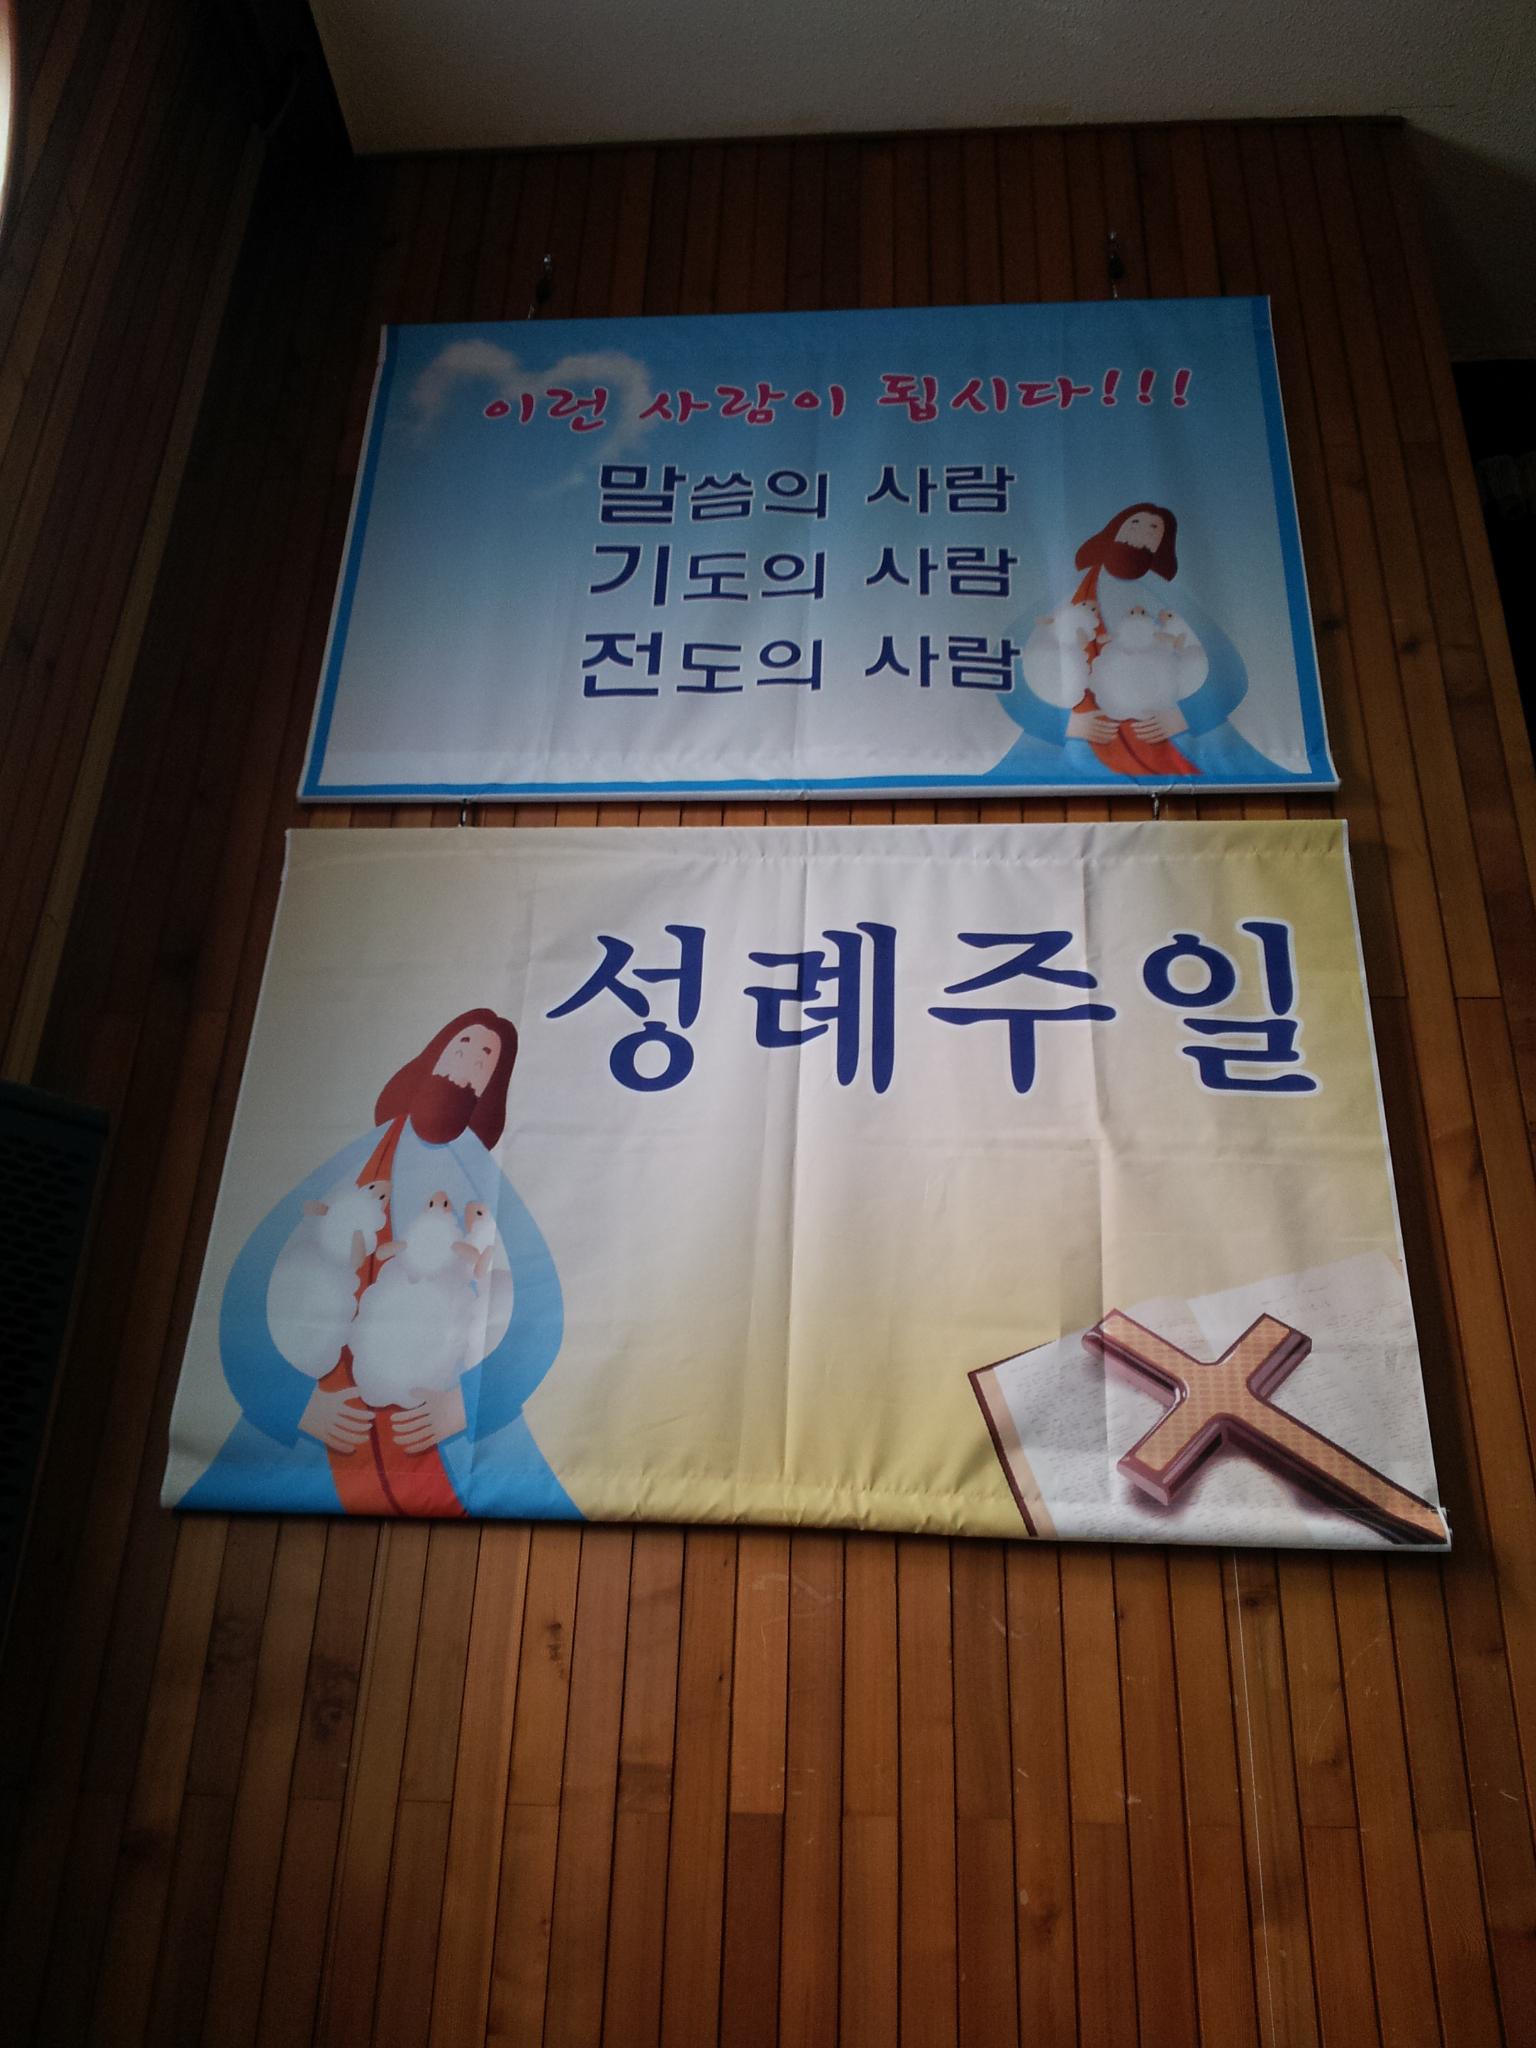 이런 사람이 됩시다!!!
말씀의 사람
기도의 사람
전도의 사람
성례주일